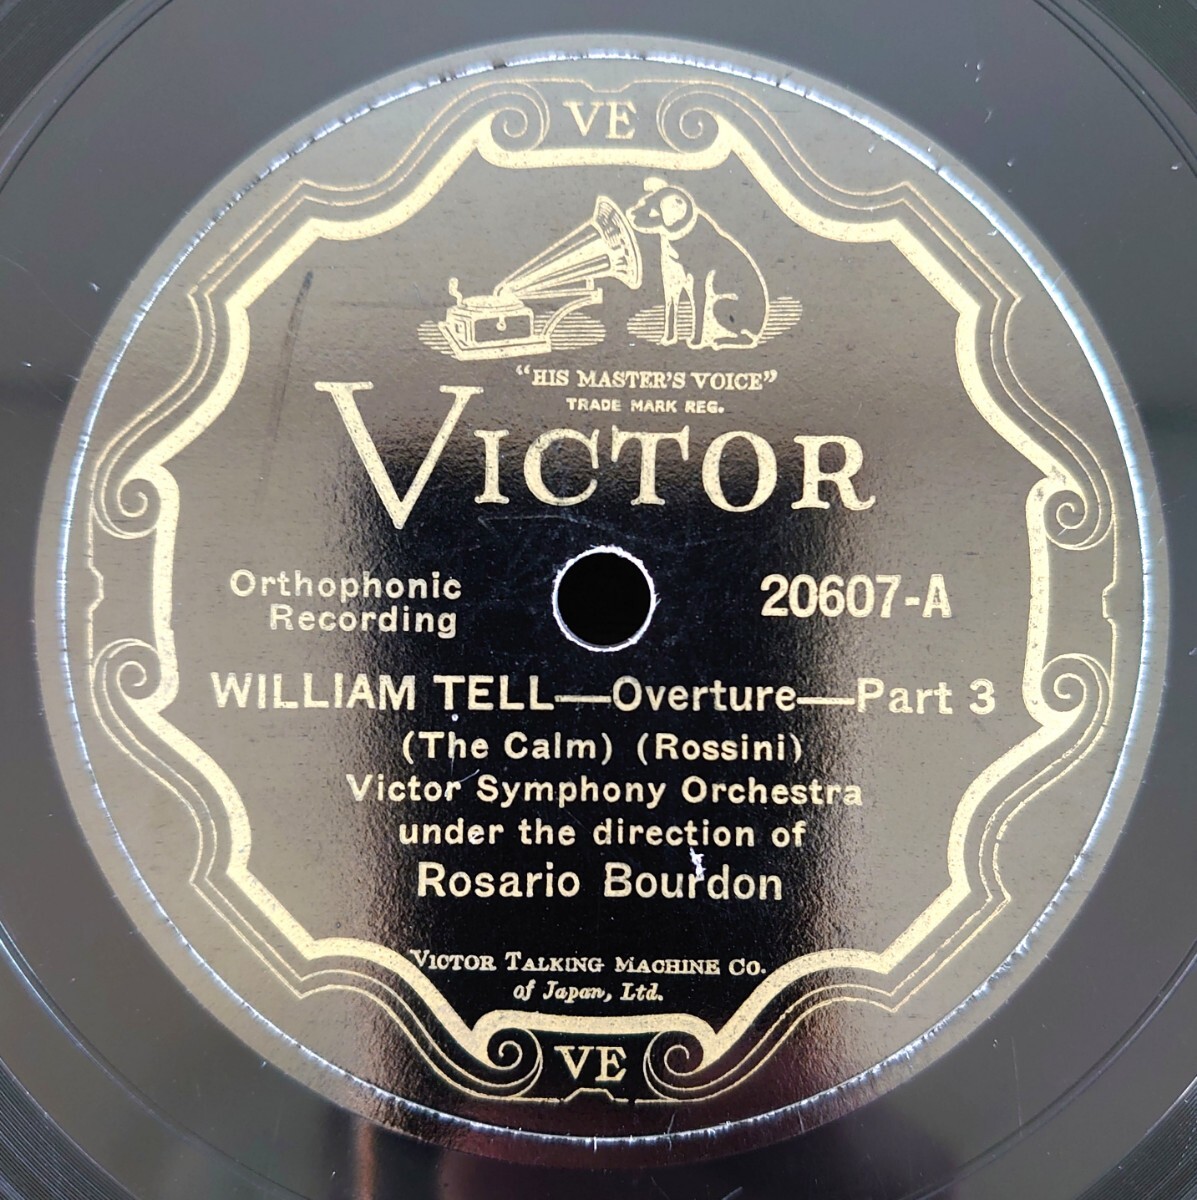 VE
"HIS MASTER'S VOICE"
TRADE MARK REG.
VICTOR
Orthophonic
Recording
20607-A
WILLIAM TELL—Overture—Part 3
(The Calm) (Rossini)
Victor Symphony Orchestra
under the direction of
Rosario Bourdon
VICTOR TALKING MACHINE CO.
of Japan, Ltd.
VE